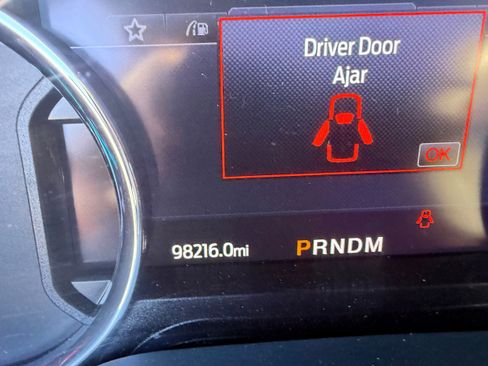 Driver Door
Ajar
OK
98216.0mi
PRNDM